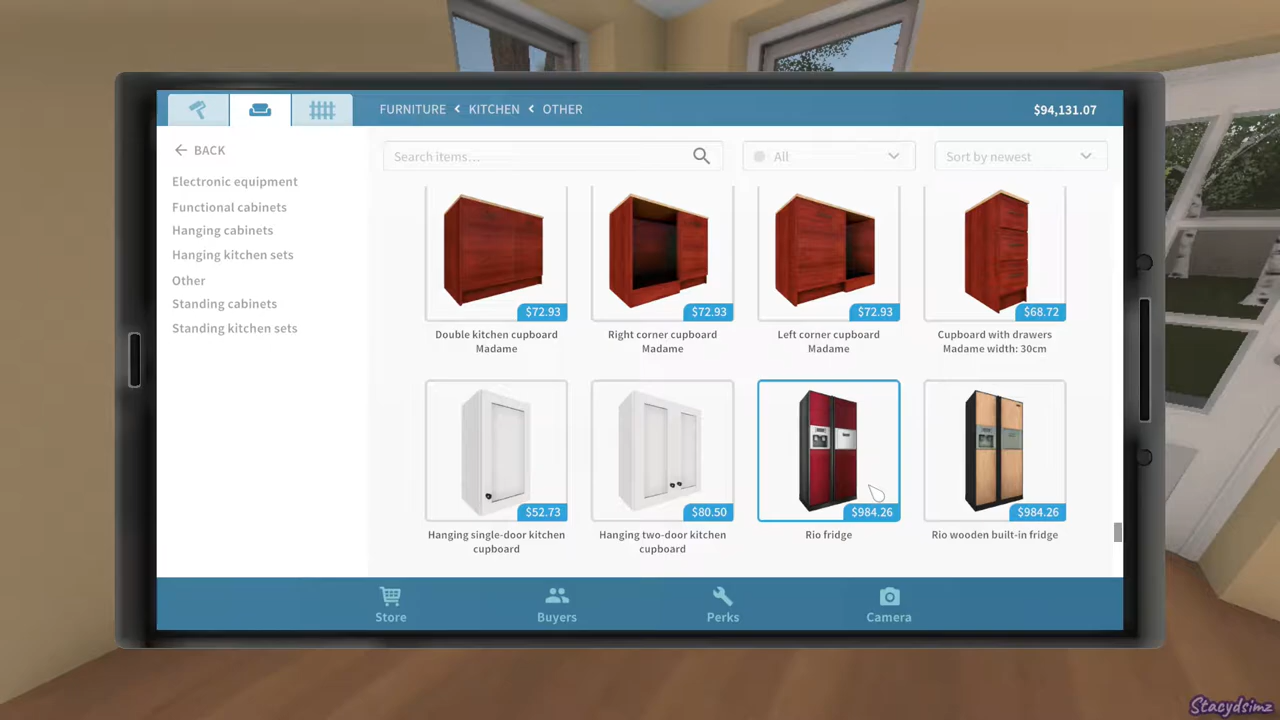 FURNITURE < KITCHEN < OTHER
$94,131.07
BACK
Search items...
All
Sort by newest
Electronic equipment
Functional cabinets
Hanging cabinets
Hanging kitchen sets
Other
Standing cabinets
Standing kitchen sets
$72.93
$72.93
$72.93
$68.72
Double kitchen cupboard
Madame
Right corner cupboard
Madame
Left corner cupboard
Madame
Cupboard with drawers
Madame width: 30cm
$52.73
$80.50
$984.26
$984.26
Hanging single-door kitchen
cupboard
Hanging two-door kitchen
cupboard
Rio fridge
Rio wooden built-in fridge
Store
Buyers
Perks
Camera
Stacydsimz